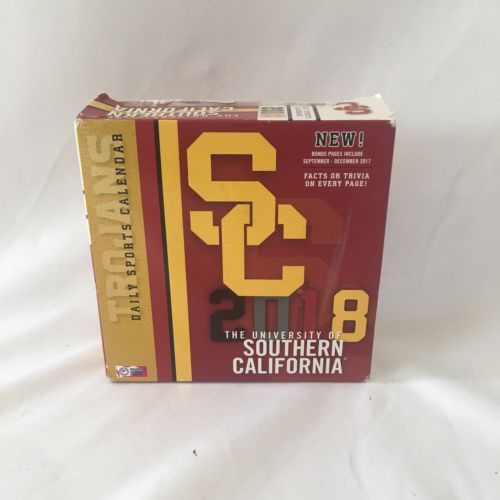 CALIFORNIA
NEW!
BONUS PAGES INCLUDE
SEPTEMBER - DECEMBER 2017
FACTS OR TRIVIA
ON EVERY PAGE!
TROJANS
DAILY SPORTS CALENDAR
SC
2018
THE UNIVERSITY OF
SOUTHERN
CALIFORNIA